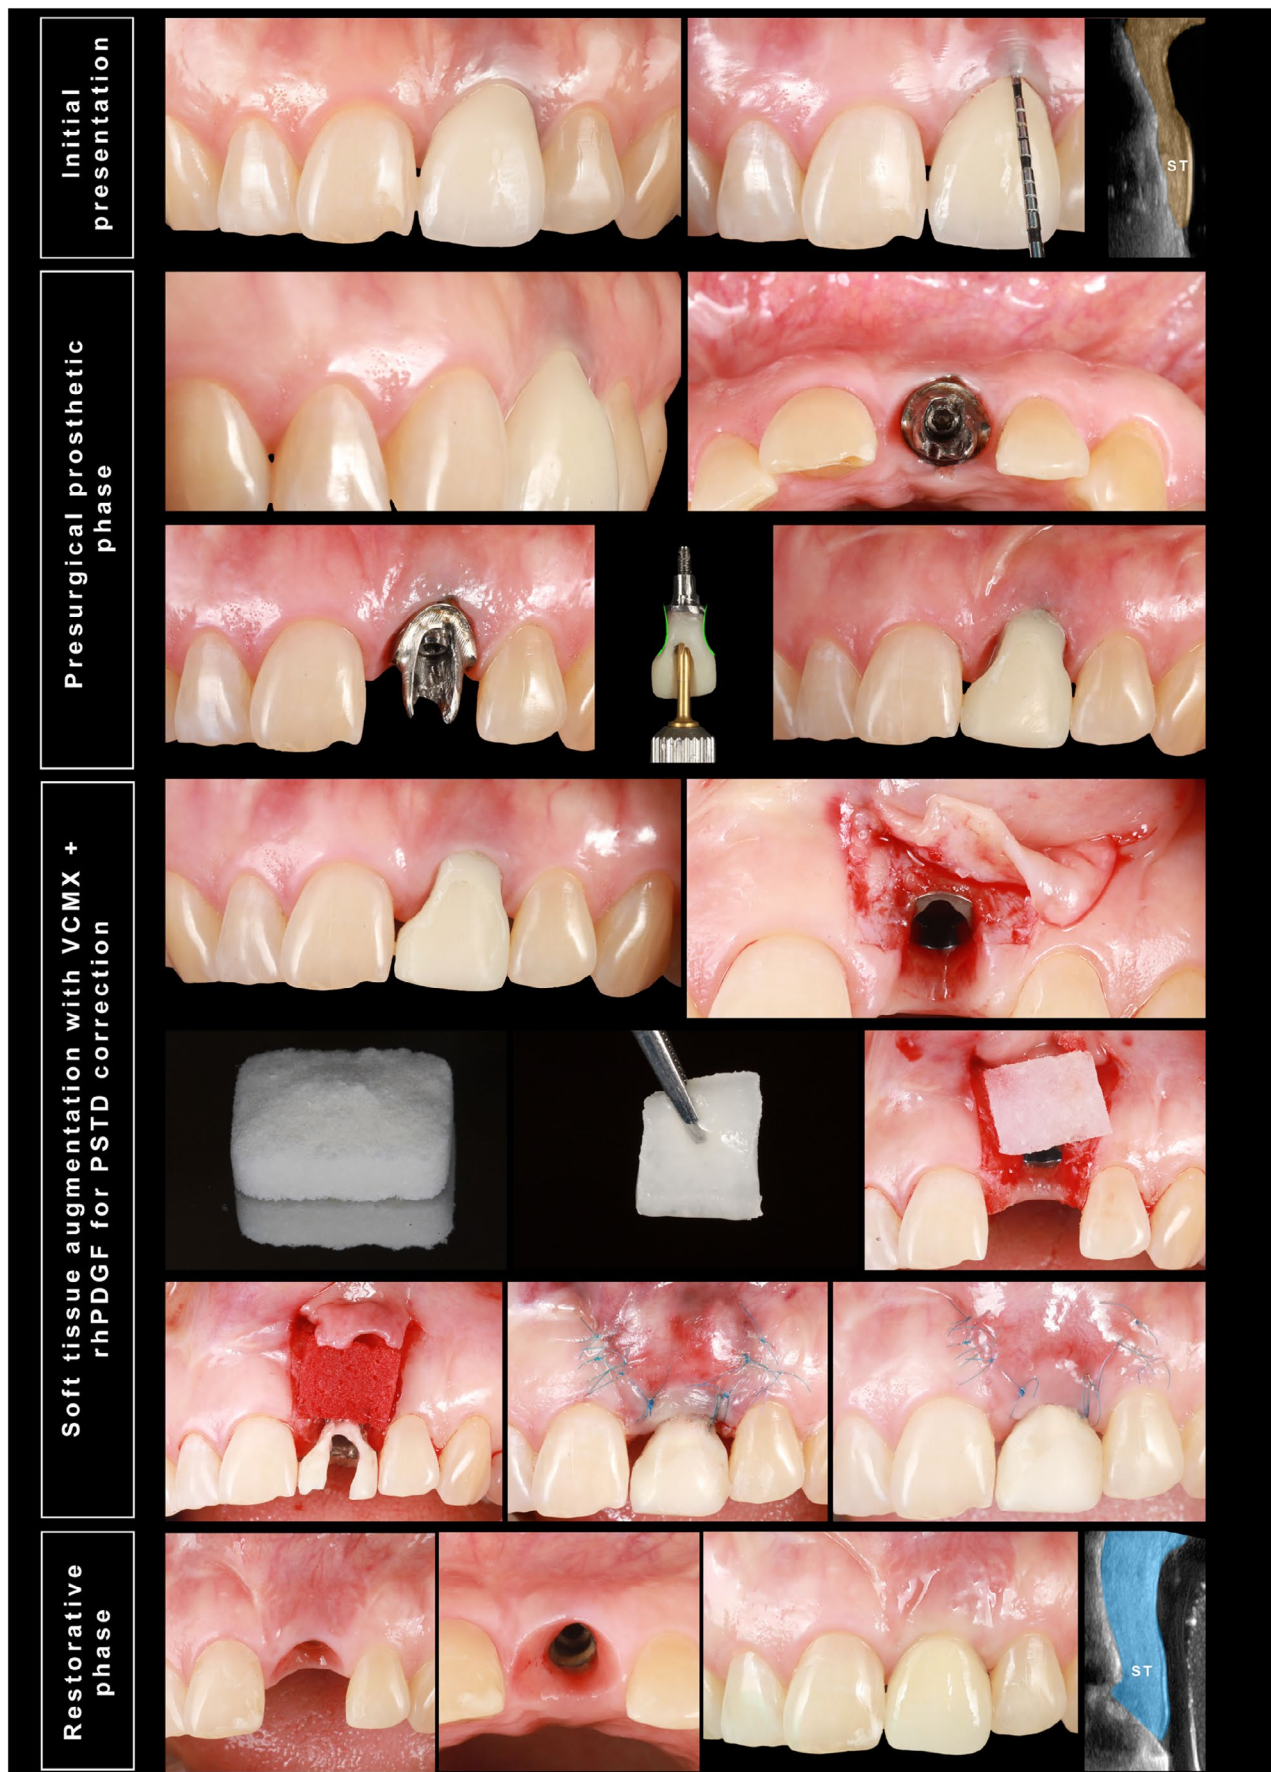 Initial
presentation
ST
Presurgical prosthetic
phase
Soft tissue augmentation with VCMX +
rhPDGF for PSTD correction
Restorative
phase
ST